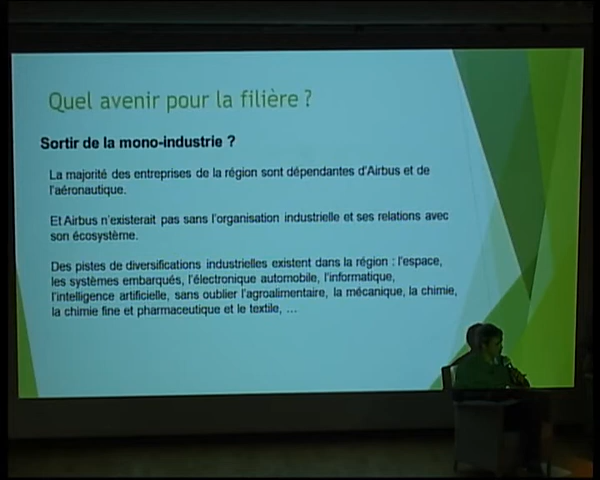 Quel avenir pour la filière ?
Sortir de la mono-industrie ?
La majorité des entreprises de la région sont dépendantes d'Airbus et de
l'aéronautique.
Et Airbus n'existerait pas sans l'organisation industrielle et ses relations avec
son écosystème.
Des pistes de diversifications industrielles existent dans la région : l'espace,
les systèmes embarqués, l'électronique automobile, l'informatique,
l'intelligence artificielle, sans oublier l'agroalimentaire, la mécanique, la chimie,
la chimie fine et pharmaceutique et le textile, …